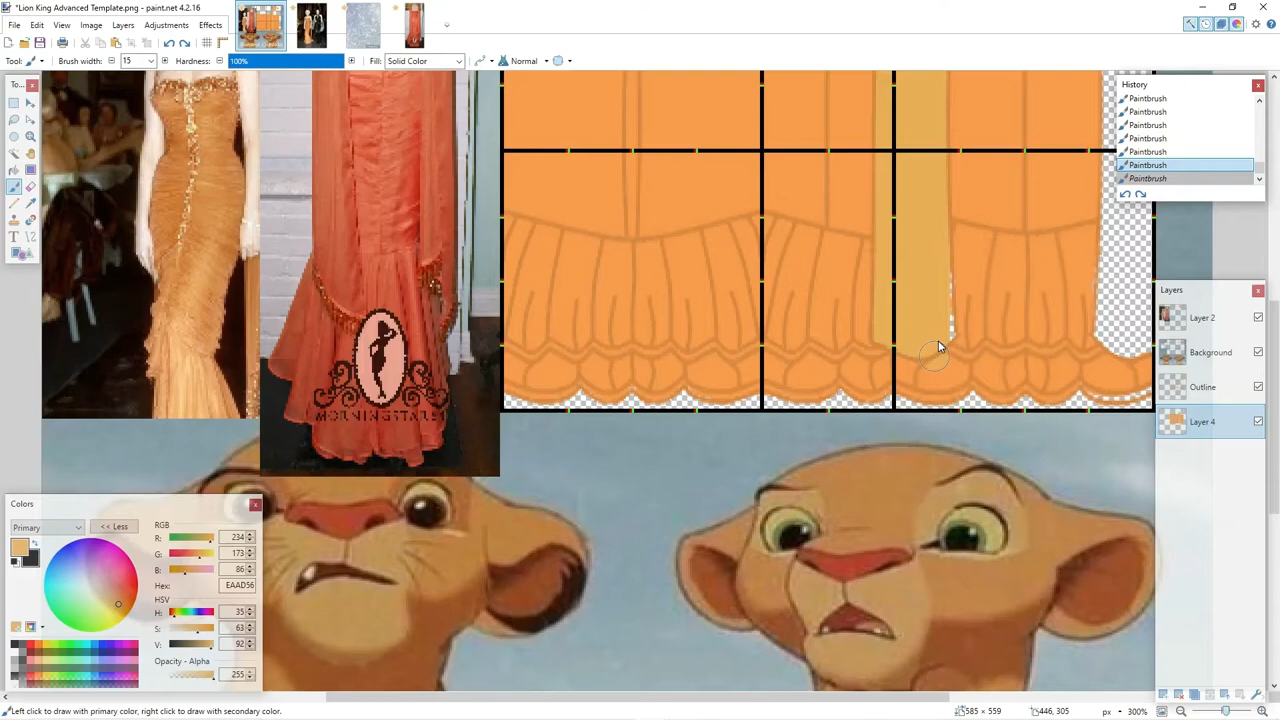 *Lion King Advanced Template.png - paint.net 4.2.16
File Edit View Image Layers Adjustments Effects
Tool: Brush width: 15 Hardness: 100% Fill: Solid Color Normal
To...
History
Paintbrush
Paintbrush
Paintbrush
Paintbrush
Paintbrush
Paintbrush
Paintbrush
Layers
Layer 2
Background
Outline
Layer 4
MORNINGSTARS
Colors
Primary
<< Less
RGB
R: 234
G: 173
B: 86
Hex: EAAD56
HSV
H: 35
S: 63
V: 92
Opacity - Alpha
255
Left click to draw with primary color, right click to draw with secondary color.
585 × 559
446, 305
px
300%